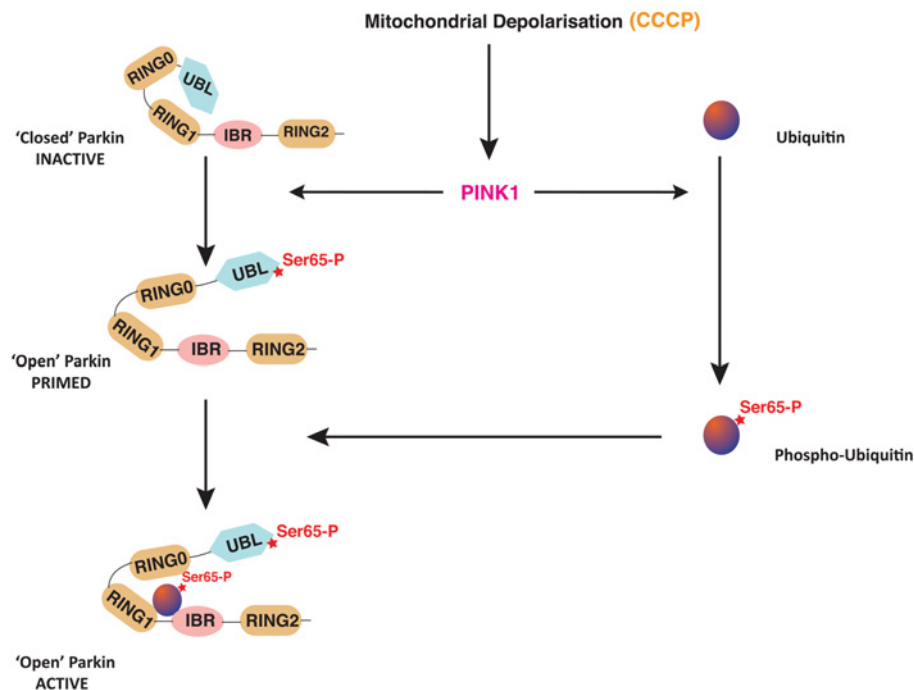 Mitochondrial Depolarisation (CCCP)
RING0
UBL
RING1
IBR
RING2
'Closed' Parkin
INACTIVE
Ubiquitin
PINK1
Ser65-P
UBL
RING0
RING1
IBR
RING2
'Open' Parkin
PRIMED
Ser65-P
Phospho-Ubiquitin
Ser65-P
UBL
RING0
Ser65-P
RING1
IBR
RING2
'Open' Parkin
ACTIVE